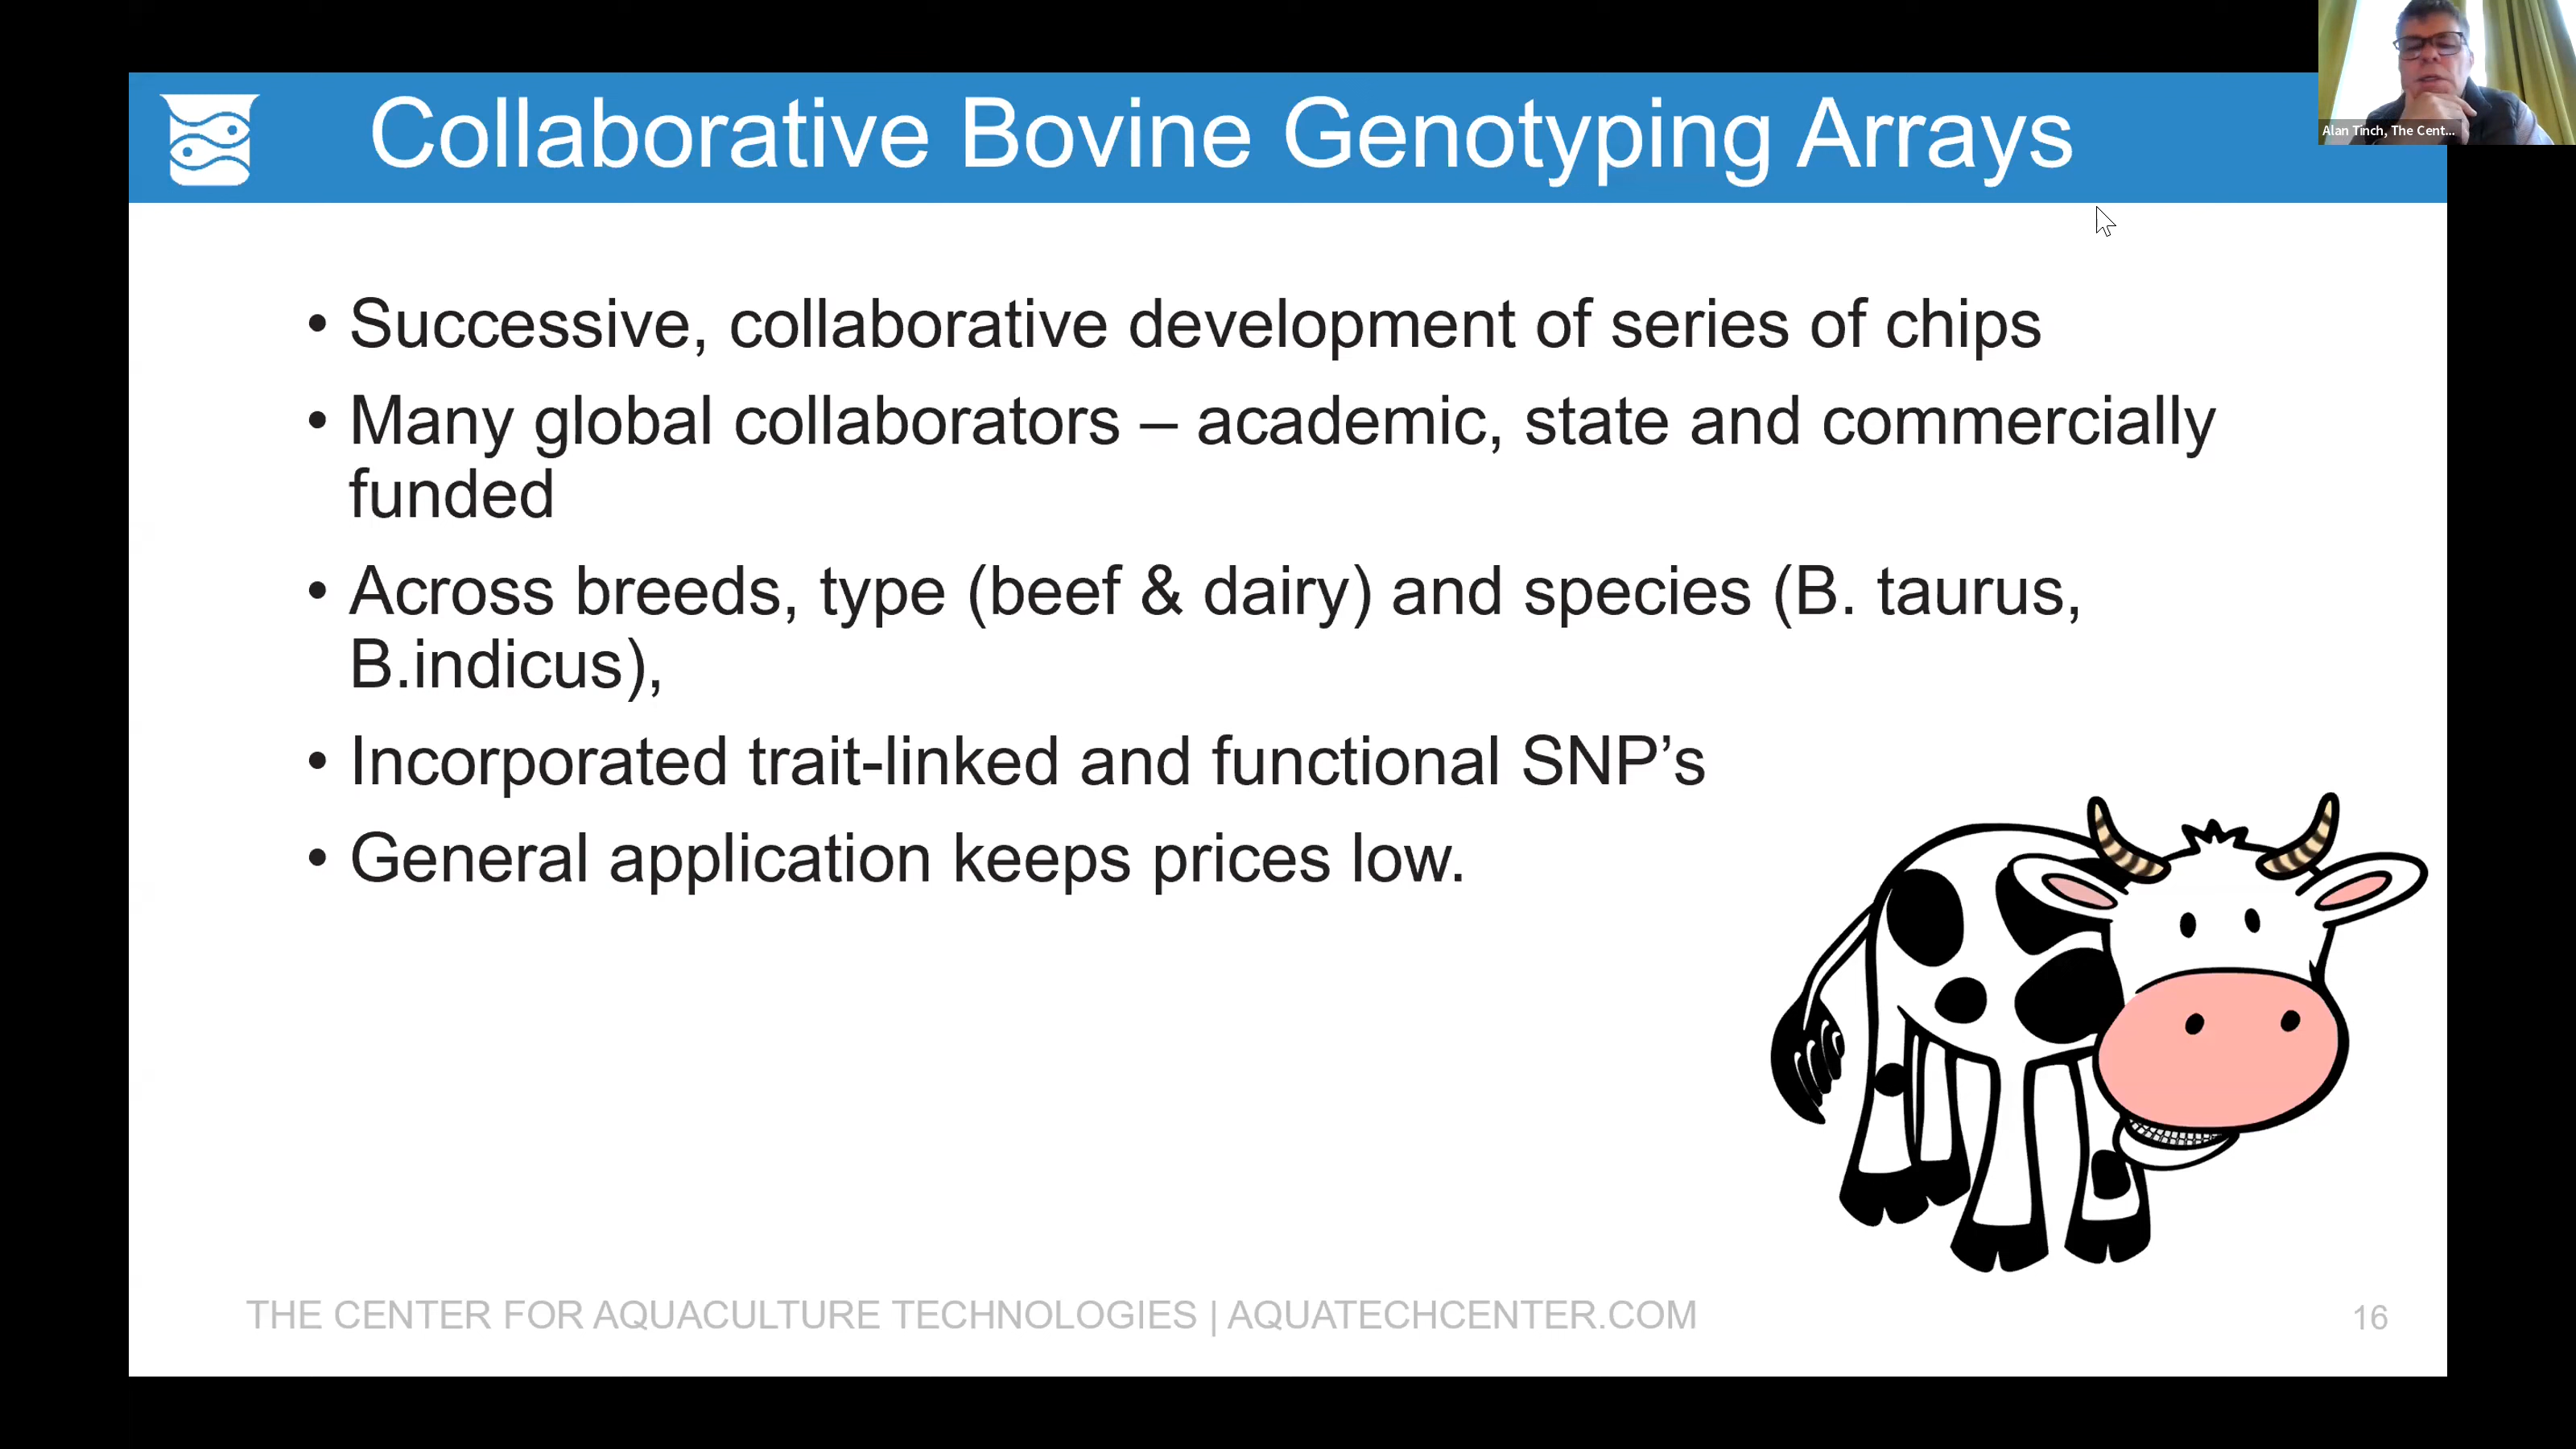 Collaborative Bovine Genotyping Arrays
Alan Tinch, The Cent...
• Successive, collaborative development of series of chips
• Many global collaborators – academic, state and commercially
funded
• Across breeds, type (beef & dairy) and species (B. taurus,
B.indicus),
• Incorporated trait-linked and functional SNP’s
• General application keeps prices low.
THE CENTER FOR AQUACULTURE TECHNOLOGIES | AQUATECHCENTER.COM
16